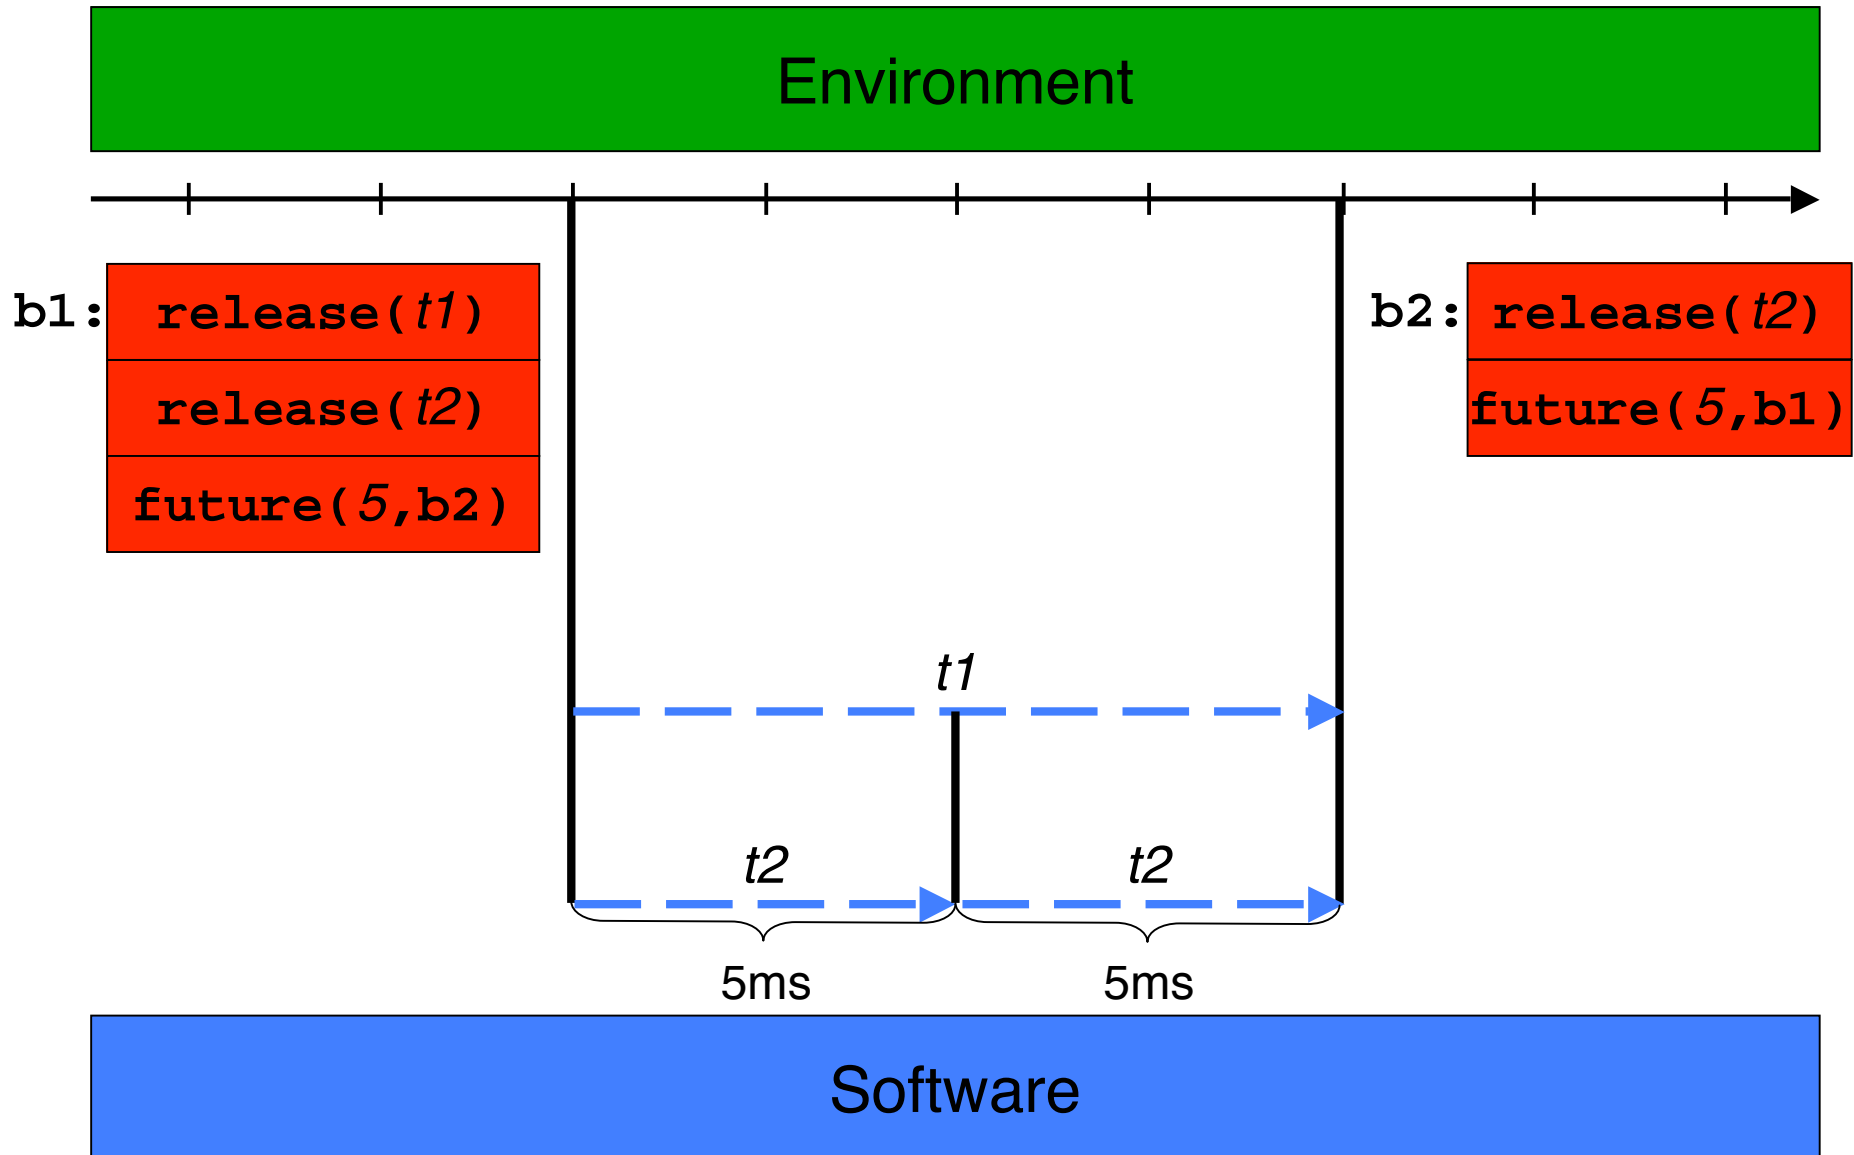 Environment
b1: release(t1)
release(t2)
future(5,b2)
b2: release(t2)
future(5,b1)
t1
t2 t2
5ms 5ms
Software